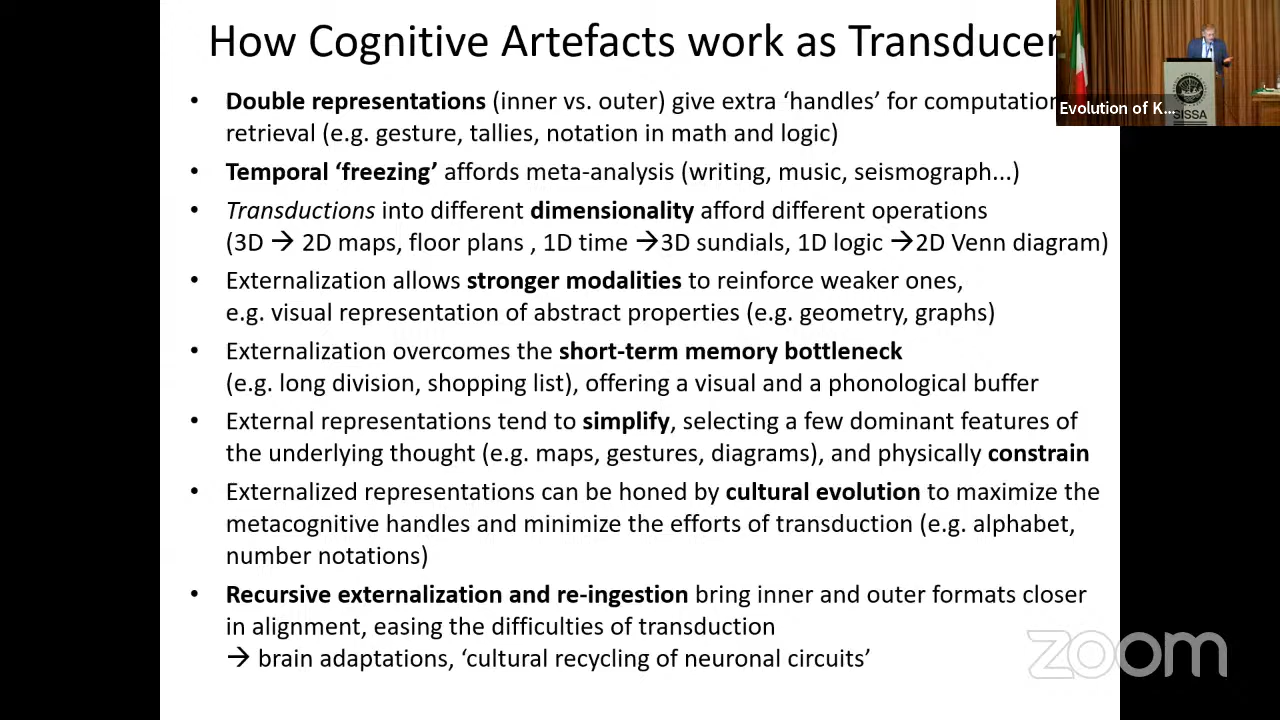 How Cognitive Artefacts work as Transducer
• Double representations (inner vs. outer) give extra ‘handles’ for computation
retrieval (e.g. gesture, tallies, notation in math and logic)
• Temporal ‘freezing’ affords meta-analysis (writing, music, seismograph...)
• Transductions into different dimensionality afford different operations
(3D → 2D maps, floor plans , 1D time →3D sundials, 1D logic →2D Venn diagram)
• Externalization allows stronger modalities to reinforce weaker ones,
e.g. visual representation of abstract properties (e.g. geometry, graphs)
• Externalization overcomes the short-term memory bottleneck
(e.g. long division, shopping list), offering a visual and a phonological buffer
• External representations tend to simplify, selecting a few dominant features of
the underlying thought (e.g. maps, gestures, diagrams), and physically constrain
• Externalized representations can be honed by cultural evolution to maximize the
metacognitive handles and minimize the efforts of transduction (e.g. alphabet,
number notations)
• Recursive externalization and re-ingestion bring inner and outer formats closer
in alignment, easing the difficulties of transduction
→ brain adaptations, ‘cultural recycling of neuronal circuits’
Evolution of K...
SISSA
zoom